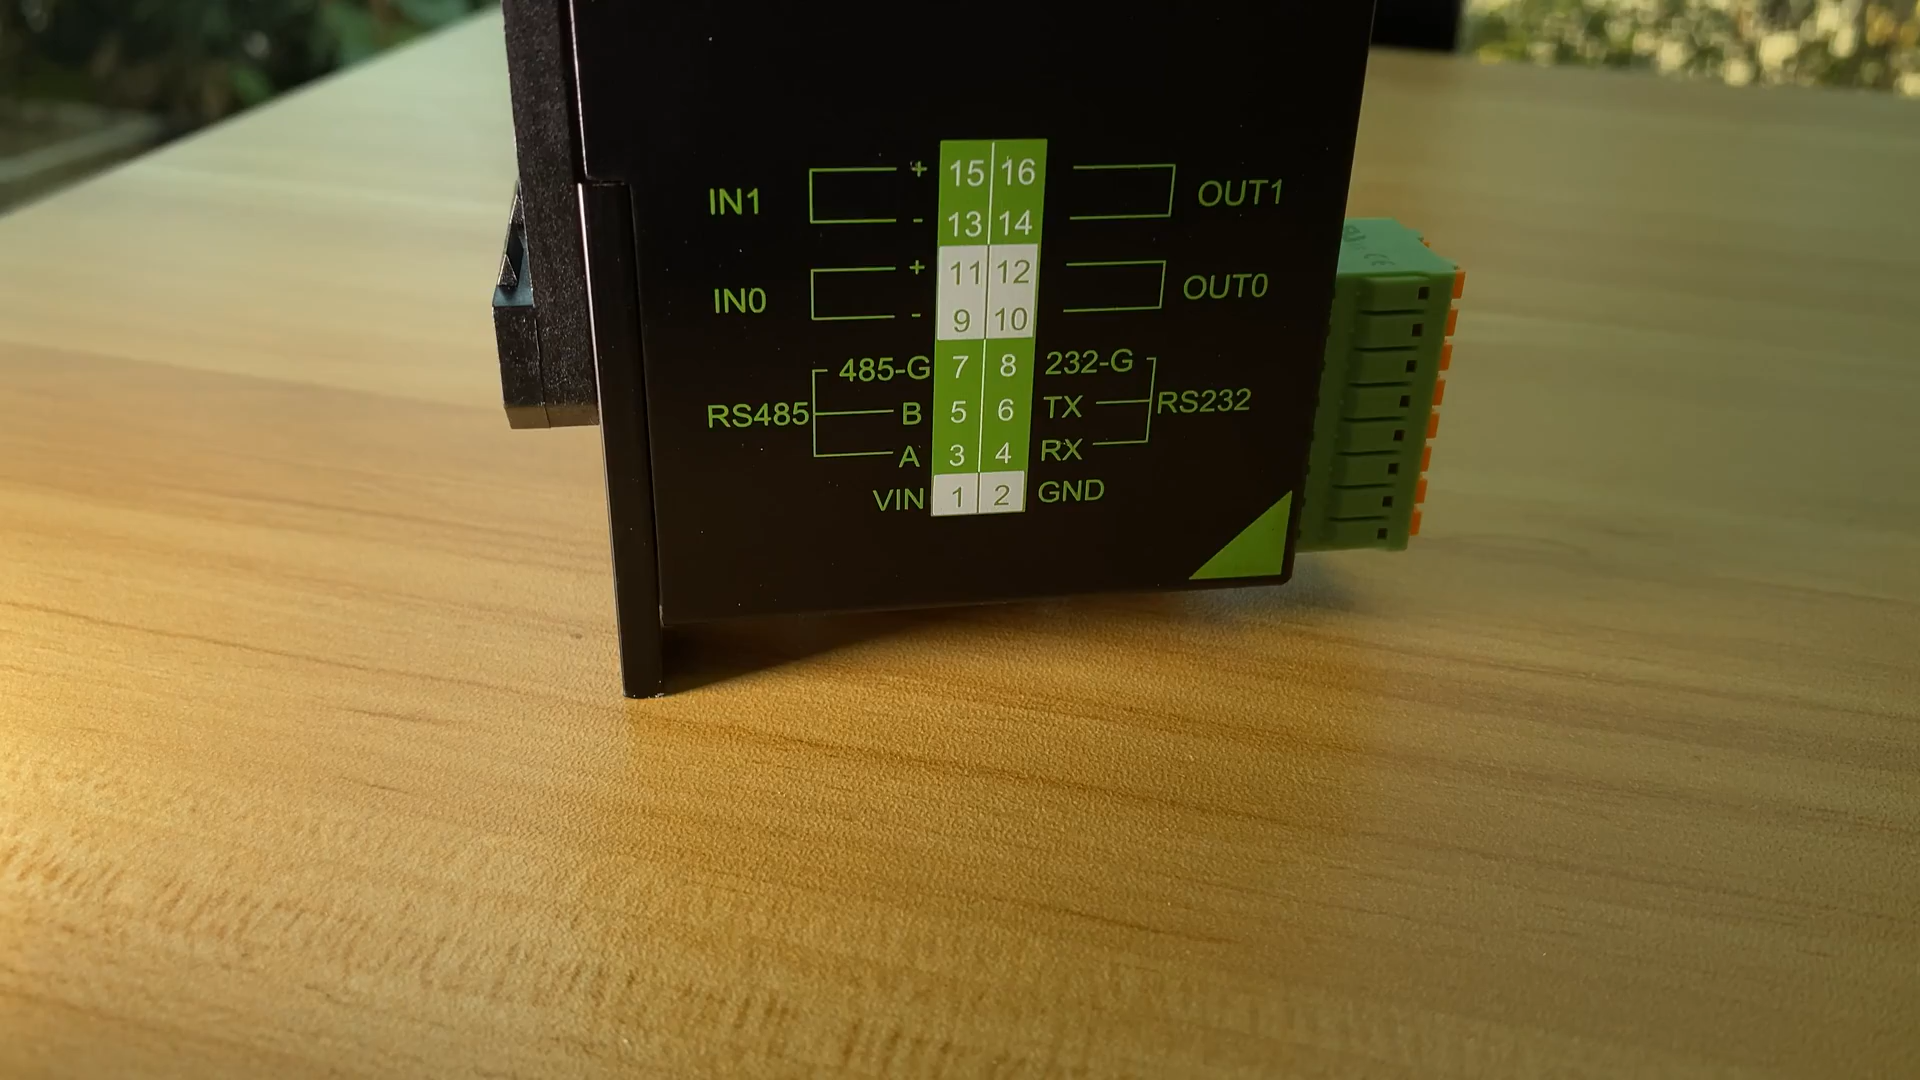 + 15 16
IN1 OUT1
- 13 14
+ 11 12
IN0 OUT0
- 9 10
485-G 7 8 232-G
RS485 B 5 6 TX RS232
A 3 4 RX
VIN 1 2 GND
CE